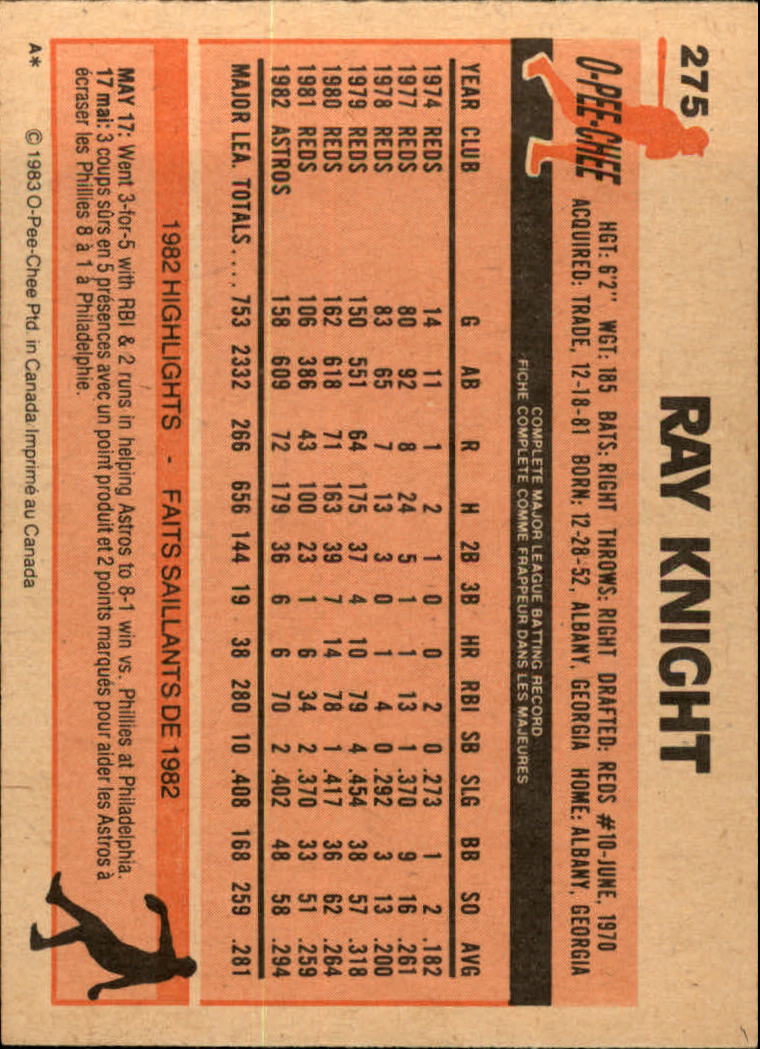 275
RAY KNIGHT
O-PEE-CHEE
HGT: 6'2" WGT: 185 BATS: RIGHT THROWS: RIGHT DRAFTED: REDS #10-JUNE, 1970
ACQUIRED: TRADE, 12-18-81 BORN: 12-28-52, ALBANY, GEORGIA HOME: ALBANY, GEORGIA
COMPLETE MAJOR LEAGUE BATTING RECORD
FICHE COMPLETE COMME FRAPPEUR DANS LES MAJEURES
YEAR CLUB G AB R H 2B 3B HR RBI SB SLG BB SO AVG
1974 REDS 14 11 1 2 1 0 0 2 0 .273 1 2 .182
1977 REDS 80 92 8 24 5 1 1 13 1 .370 9 16 .261
1978 REDS 83 65 7 13 3 0 1 4 0 .292 3 13 .200
1979 REDS 150 551 64 175 37 4 10 79 4 .454 38 57 .318
1980 REDS 162 618 71 163 39 7 14 78 1 .417 36 62 .264
1981 REDS 106 386 43 100 23 1 6 34 2 .370 33 51 .259
1982 ASTROS 158 609 72 179 36 6 6 70 2 .402 48 58 .294
MAJOR LEA. TOTALS.... 753 2332 266 656 144 19 38 280 10 .408 168 259 .281
1982 HIGHLIGHTS - FAITS SAILLANTS DE 1982
MAY 17: Went 3-for-5 with RBI & 2 runs in helping Astros to 8-1 win vs. Phillies at Philadelphia.
17 mai: 3 coups sûrs en 5 présences avec un point produit et 2 points marqués pour aider les Astros à
écraser les Phillies 8 à 1 à Philadelphie.
A* © 1983 O-Pee-Chee Ptd. in Canada/Imprimé au Canada